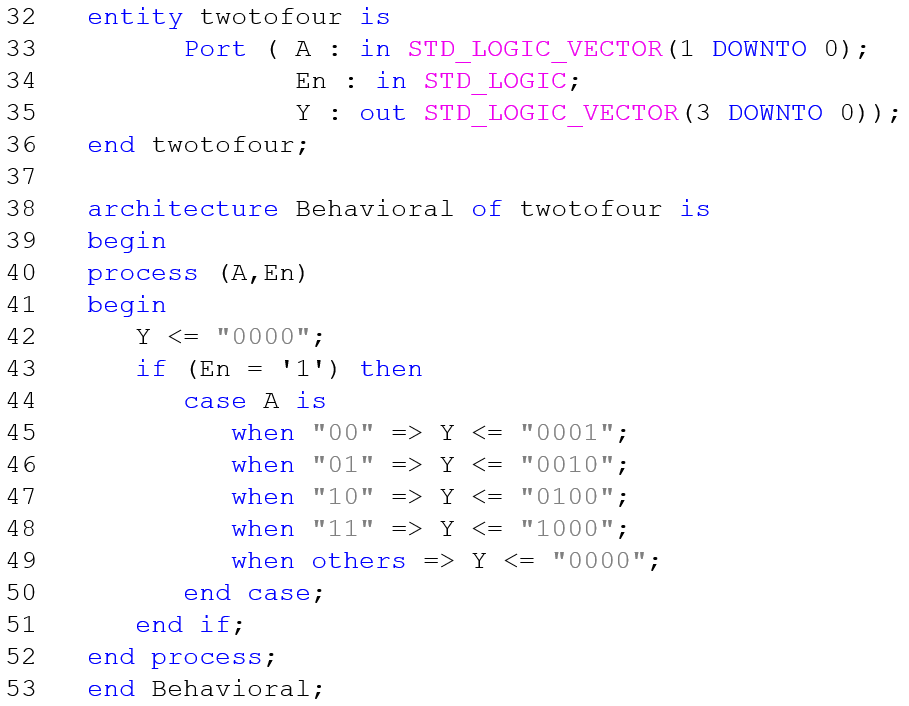 32 entity twotofour is
33 Port ( A : in STD_LOGIC_VECTOR(1 DOWNTO 0);
34 En : in STD_LOGIC;
35 Y : out STD_LOGIC_VECTOR(3 DOWNTO 0));
36 end twotofour;
37
38 architecture Behavioral of twotofour is
39 begin
40 process (A,En)
41 begin
42 Y <= "0000";
43 if (En = '1') then
44 case A is
45 when "00" => Y <= "0001";
46 when "01" => Y <= "0010";
47 when "10" => Y <= "0100";
48 when "11" => Y <= "1000";
49 when others => Y <= "0000";
50 end case;
51 end if;
52 end process;
53 end Behavioral;